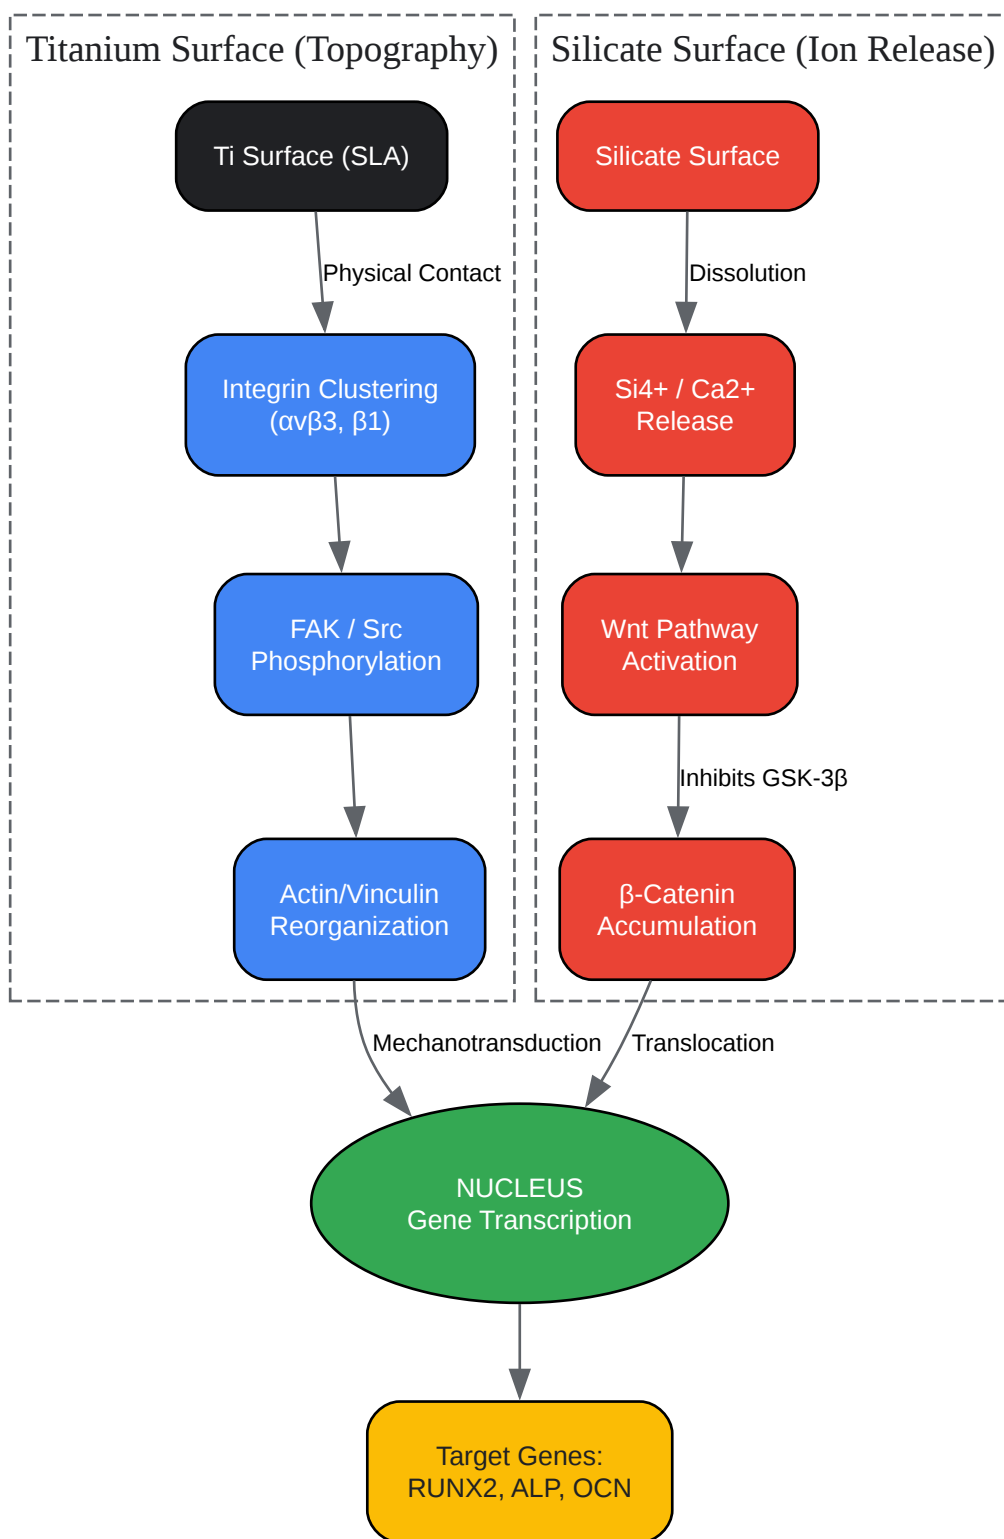 Titanium Surface (Topography)
Silicate Surface (Ion Release)
Ti Surface (SLA)
Silicate Surface
Physical Contact
Dissolution
Integrin Clustering
(αvβ3, β1)
Si4+ / Ca2+
Release
FAK / Src
Phosphorylation
Wnt Pathway
Activation
Inhibits GSK-3β
Actin/Vinculin
Reorganization
β-Catenin
Accumulation
Mechanotransduction
Translocation
NUCLEUS
Gene Transcription
Target Genes:
RUNX2, ALP, OCN